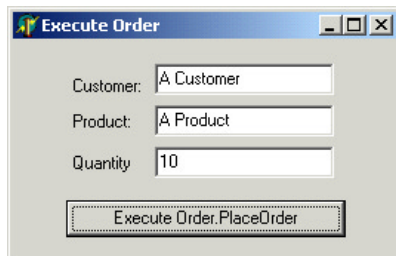 Execute Order
Customer: A Customer
Product: A Product
Quantity 10
Execute Order.PlaceOrder